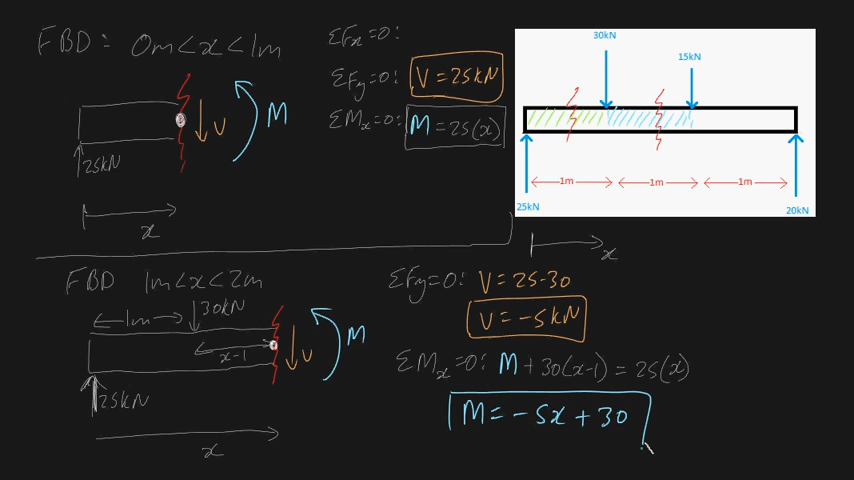 FBD: 0m<x<1m
25kN
V
M
x
ΣFx=0:
ΣFy=0: V=25kN
ΣMx=0: M=25(x)
30kN
15kN
1m
1m
1m
25kN
20kN
x
FBD 1m<x<2m
1m
30kN
x-1
V
M
25kN
x
ΣFy=0: V=25-30
V=-5kN
ΣMx=0: M+30(x-1)=25(x)
M=-5x+30